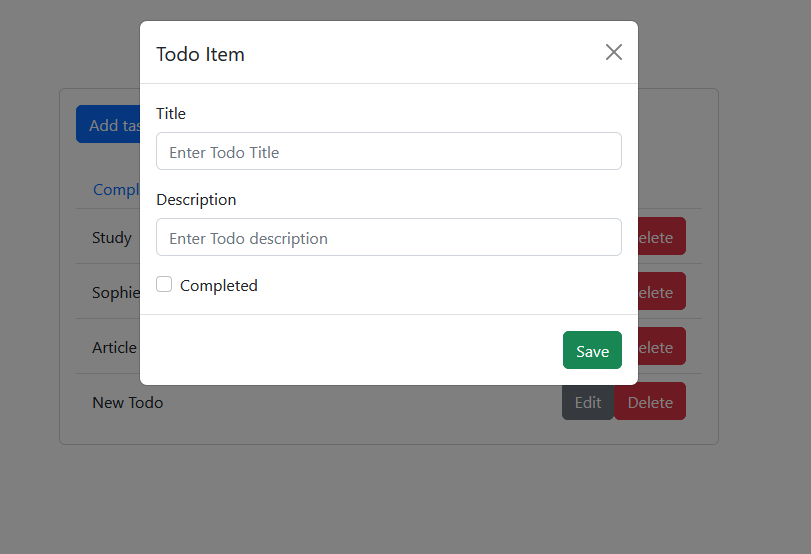 Todo Item
Title
Enter Todo Title
Description
Enter Todo description
Completed
Save
Add tas
Compl
Study
elete
Sophie
elete
Article
elete
New Todo
Edit
Delete